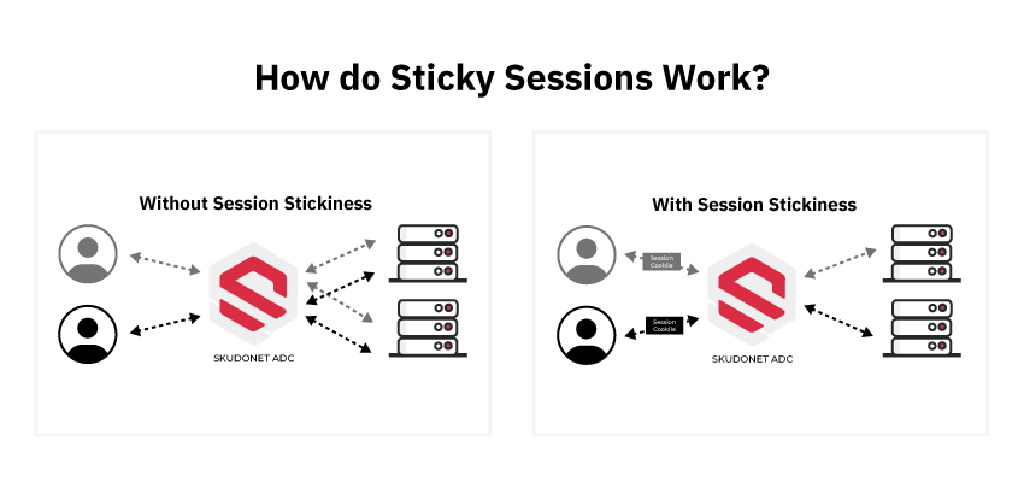 How do Sticky Sessions Work?
Without Session Stickiness
SKUDONET ADC
With Session Stickiness
Session
Cookie
Session
Cookie
SKUDONET ADC